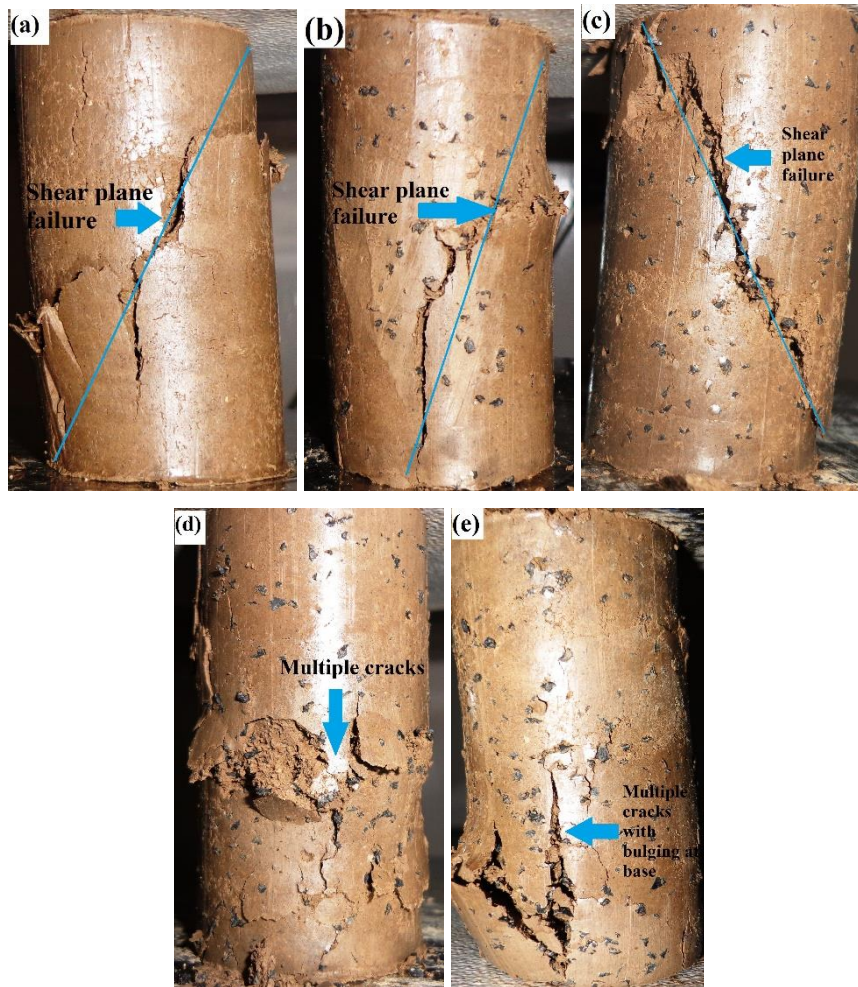 (a)
Shear plane
failure
(b)
Shear plane
failure
(c)
Shear
plane
failure
(d)
Multiple cracks
(e)
Multiple
cracks
with
bulging at
base